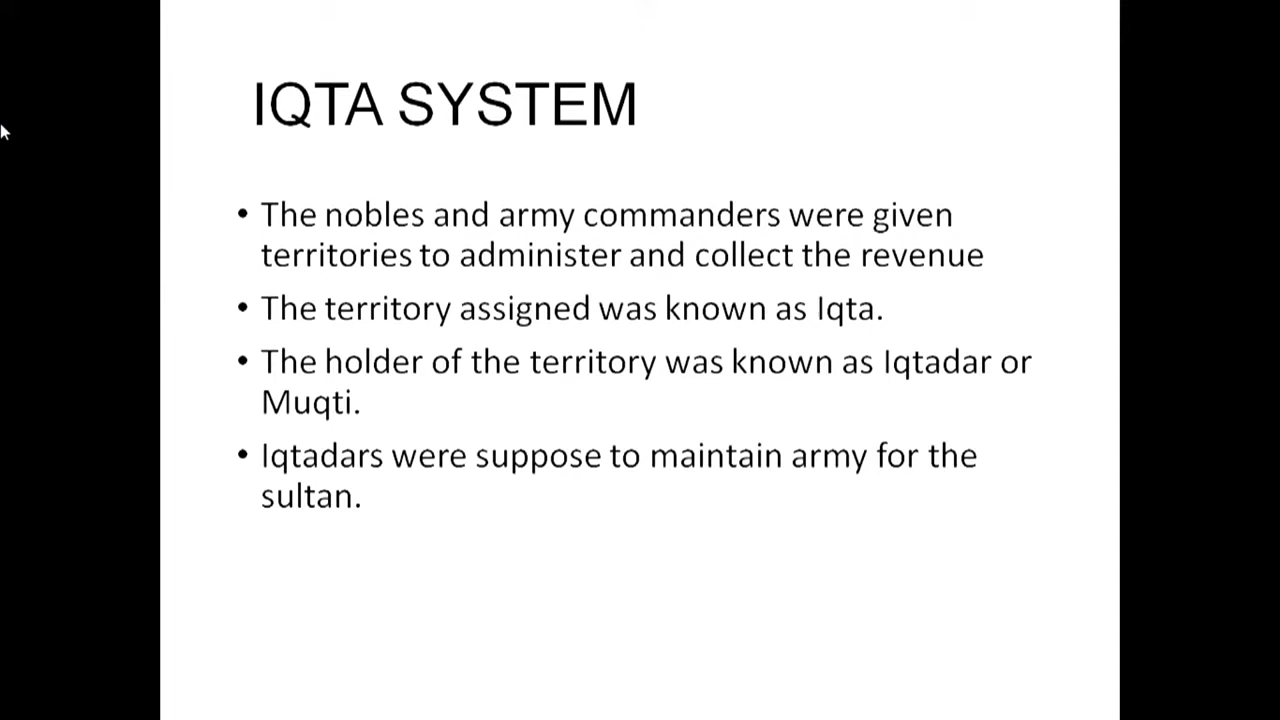 IQTA SYSTEM
• The nobles and army commanders were given
territories to administer and collect the revenue
• The territory assigned was known as Iqta.
• The holder of the territory was known as Iqtadar or
Muqti.
• Iqtadars were suppose to maintain army for the
sultan.